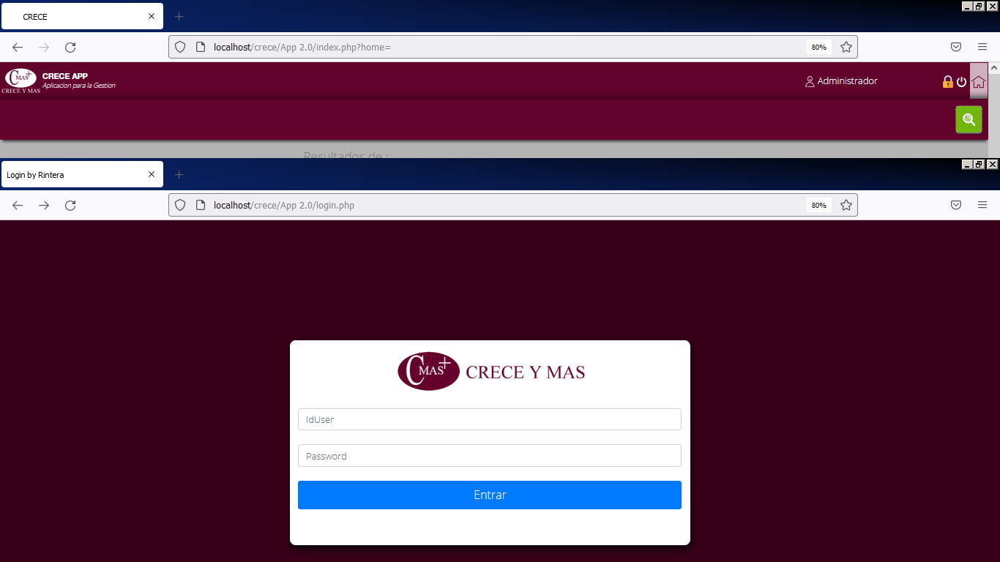 CRECE
localhost/crece/App 2.0/index.php?home=
80%
CMAS+
CRECE Y MAS
CRECE APP
Aplicacion para la Gestion
Administrador
Resultados de :
Login by Rintera
localhost/crece/App 2.0/login.php
80%
CMAS+
CRECE Y MAS
IdUser
Password
Entrar